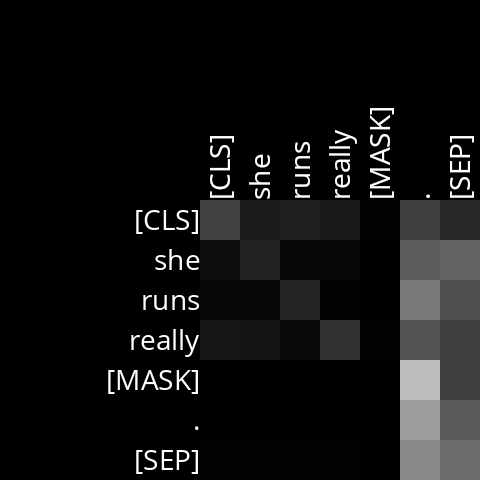 [CLS] she runs really [MASK] . [SEP]
[CLS]
she
runs
really
[MASK]
.
[SEP]